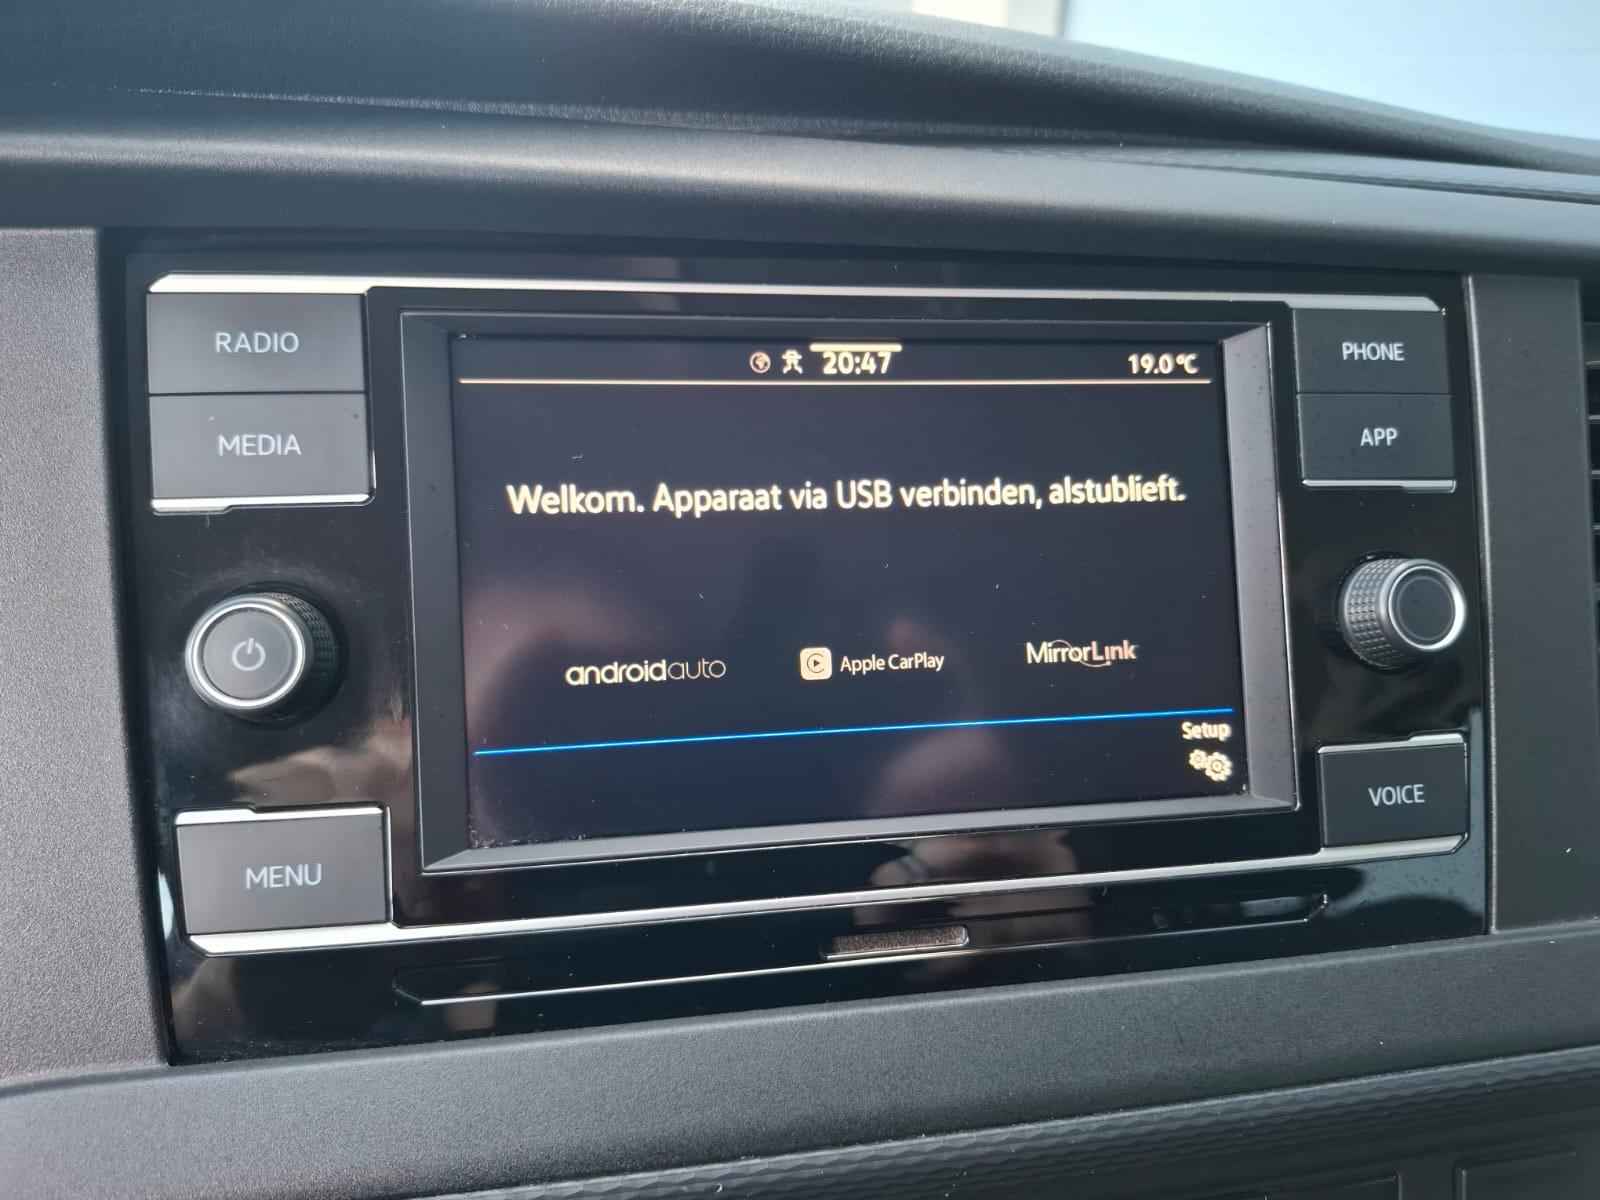 RADIO
MEDIA
MENU
20:47
19.0°C
Welkom. Apparaat via USB verbinden, alstublieft.
androidauto
Apple CarPlay
MirrorLink
Setup
PHONE
APP
VOICE